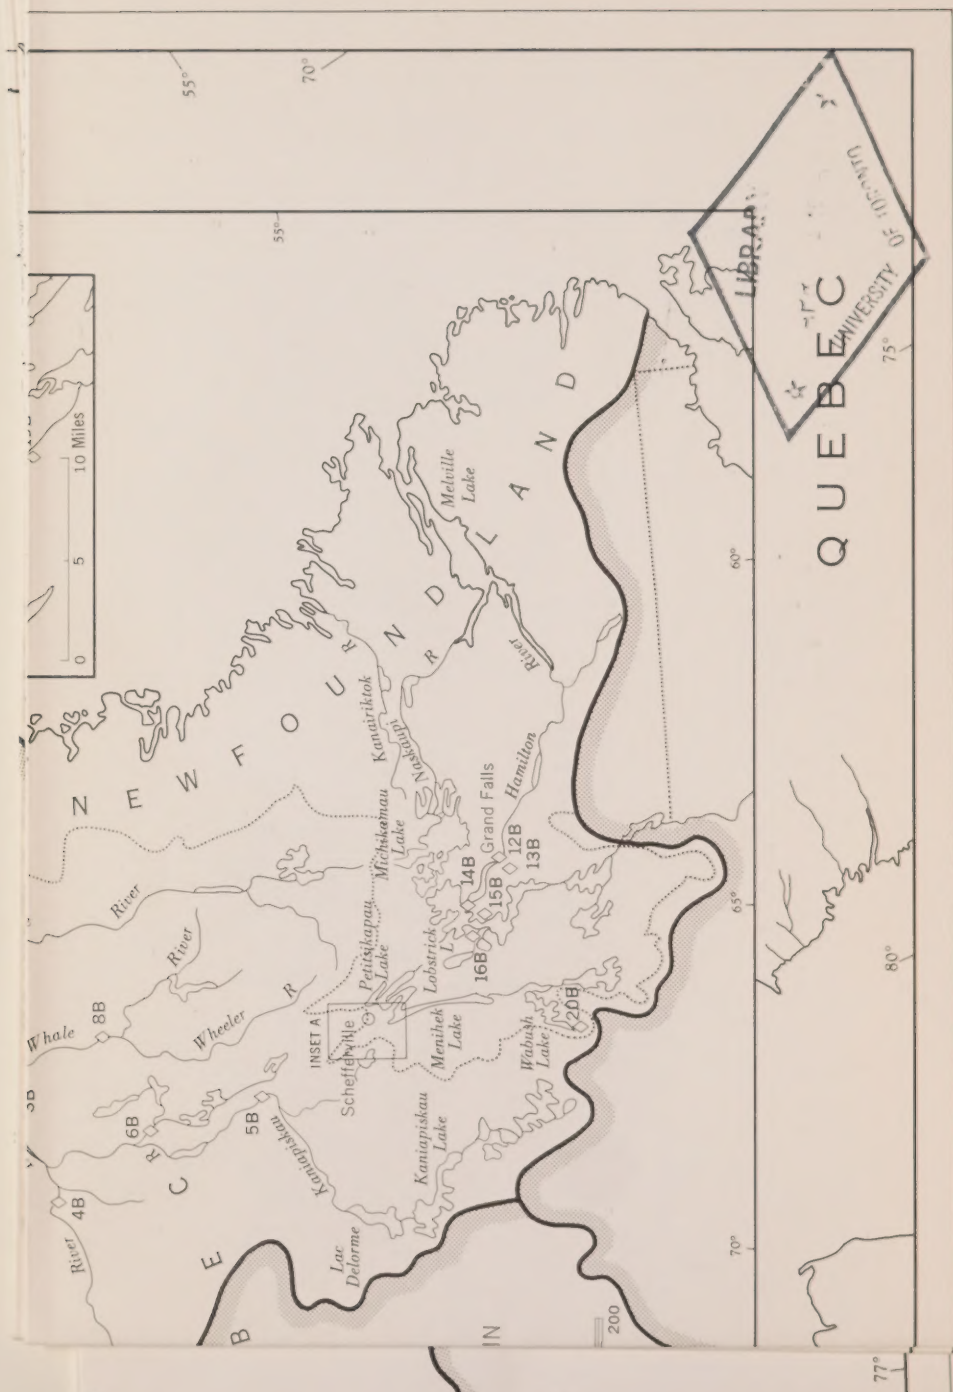 55°
70°
55°
10 Miles
5
0
NEWFOUNDLAND
Melville
Lake
Kanairiktok
R
Naskaupi
R
Hamilton
River
Grand Falls
12B
13B
14B
15B
16B
Michikamau
Lake
Petitsikapau
Lake
Lobstrick
L
River
River
Whale
8B
Wheeler
R
INSET A
Schefferville
Menihek
Lake
Wabush
Lake
20B
3B
6B
R
5B
Kaniapiskau
Kaniapiskau
Lake
4B
River
C
E
B
Lac
Delorme
IN
200
60°
65°
70°
QUEBEC
75°
80°
77°
LIBRARY
UNIVERSITY OF TORONTO